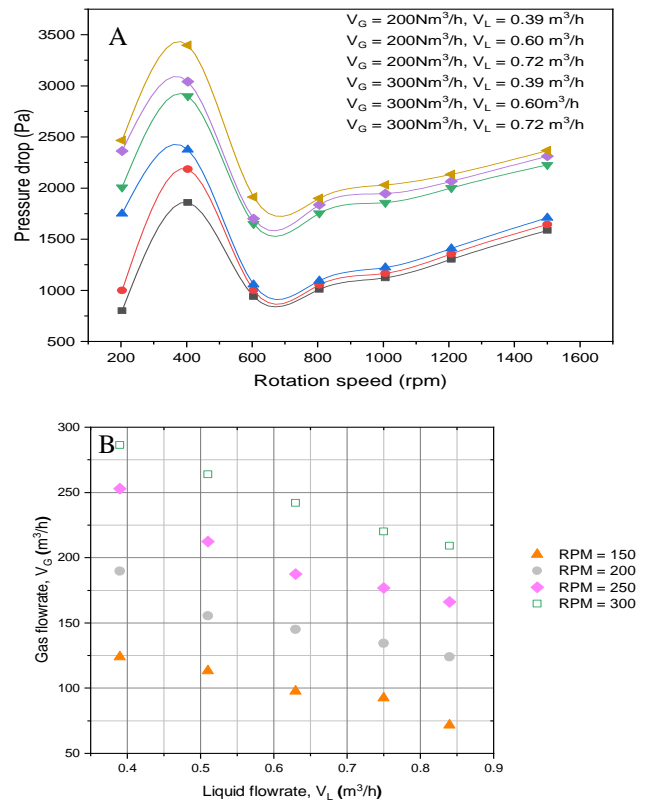 A
V_G = 200Nm³/h, V_L = 0.39 m³/h
V_G = 200Nm³/h, V_L = 0.60 m³/h
V_G = 200Nm³/h, V_L = 0.72 m³/h
V_G = 300Nm³/h, V_L = 0.39 m³/h
V_G = 300Nm³/h, V_L = 0.60m³/h
V_G = 300Nm³/h, V_L = 0.72 m³/h
Pressure drop (Pa)
3500
3000
2500
2000
1500
1000
500
200 400 600 800 1000 1200 1400 1600
Rotation speed (rpm)
B
Gas flowrate, V_G (m³/h)
300
250
200
150
100
50
0.4 0.5 0.6 0.7 0.8 0.9
Liquid flowrate, V_L (m³/h)
RPM = 150
RPM = 200
RPM = 250
RPM = 300